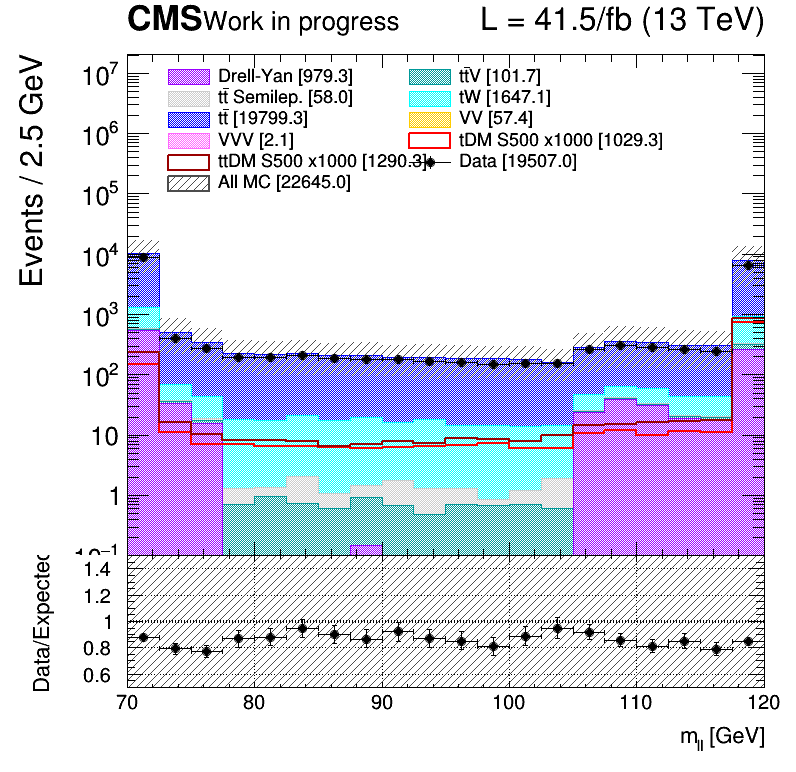 CMS Work in progress L = 41.5/fb (13 TeV)
Events / 2.5 GeV
Drell-Yan [979.3] tt̄V [101.7]
tt̄ Semilep. [58.0] tW [1647.1]
tt̄ [19799.3] VV [57.4]
VVV [2.1] tDM S500 x1000 [1029.3]
ttDM S500 x1000 [1290.3] Data [19507.0]
All MC [22645.0]
10⁷
10⁶
10⁵
10⁴
10³
10²
10
1
10⁻¹
Data/Expected
1.4
1.2
1
0.8
0.6
70 80 90 100 110 120
m_ll [GeV]